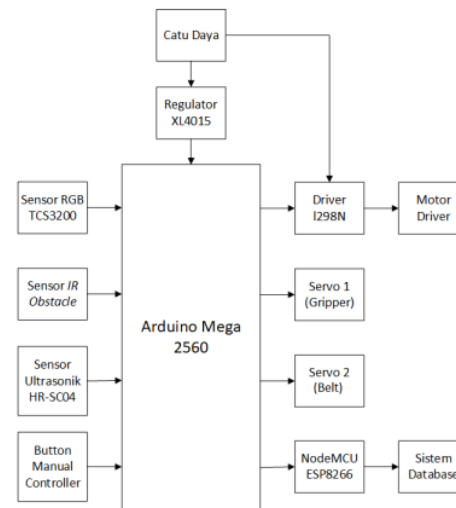 Catu Daya
Regulator
XL4015
Sensor RGB
TCS3200
Driver
l298N
Motor
Driver
Sensor IR
Obstacle
Servo 1
(Gripper)
Arduino Mega
2560
Sensor
Ultrasonik
HR-SC04
Servo 2
(Belt)
Button
Manual
Controller
NodeMCU
ESP8266
Sistem
Database